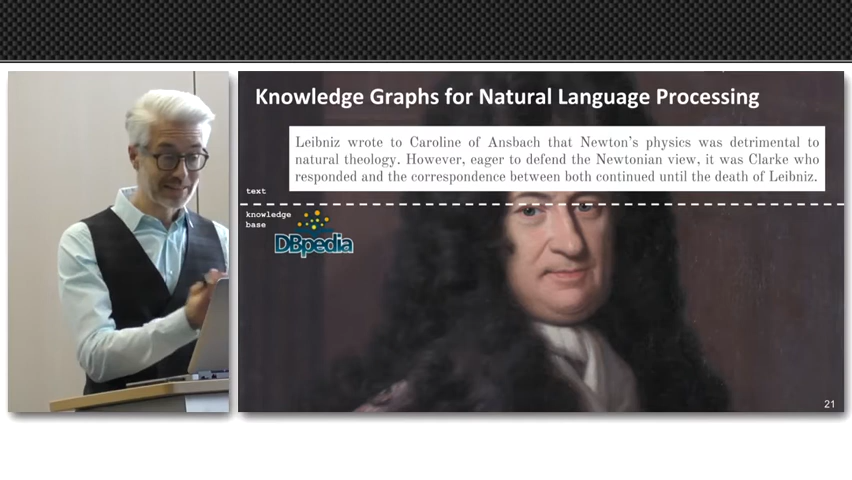 Knowledge Graphs for Natural Language Processing
Leibniz wrote to Caroline of Ansbach that Newton's physics was detrimental to
natural theology. However, eager to defend the Newtonian view, it was Clarke who
responded and the correspondence between both continued until the death of Leibniz.
text
knowledge
base
DBpedia
21